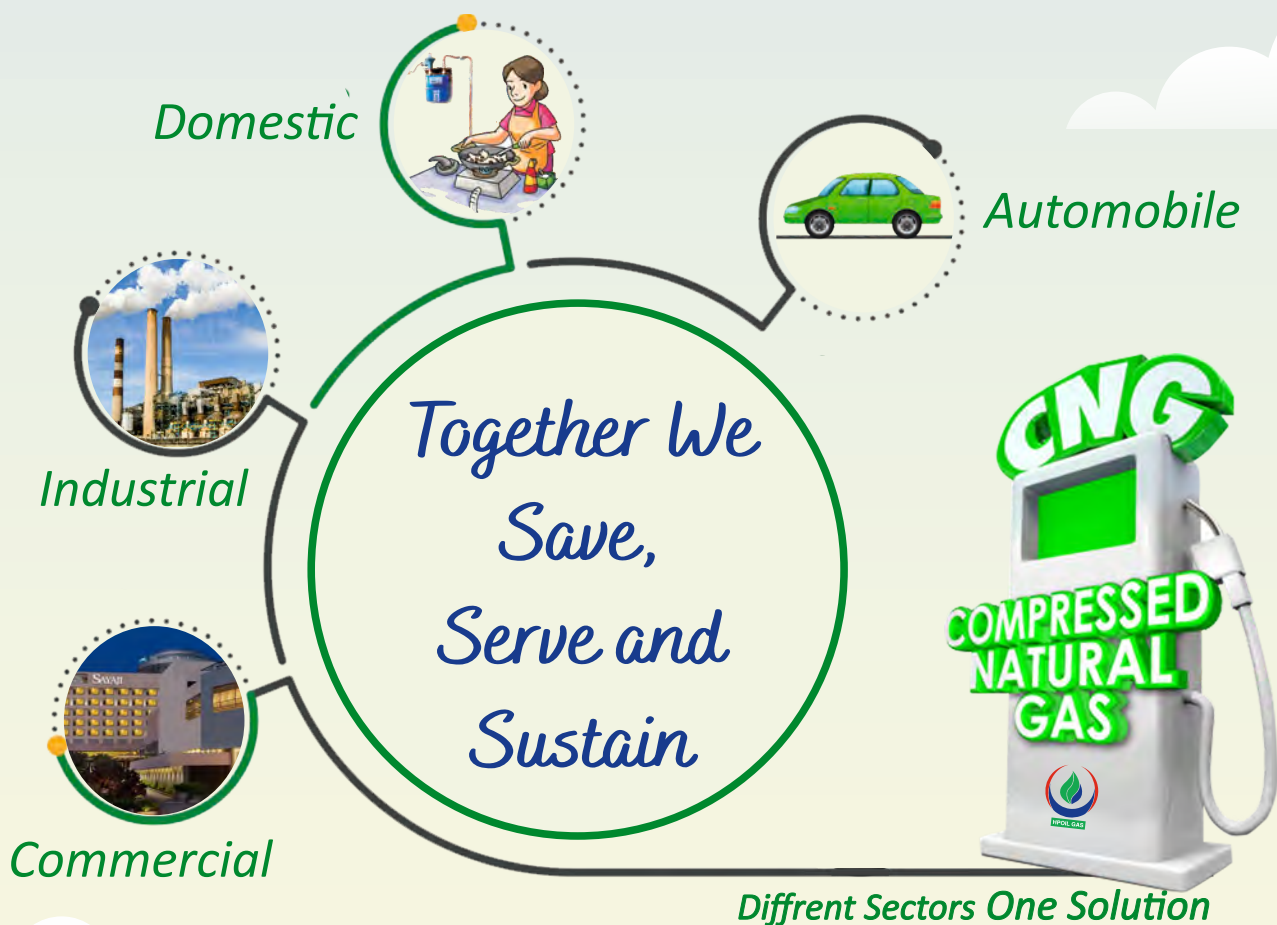 Domestic
Automobile
Industrial
Commercial
SAYAJI
Together We
Save,
Serve and
Sustain
CNG
COMPRESSED
NATURAL
GAS
HPOIL GAS
Diffrent Sectors One Solution